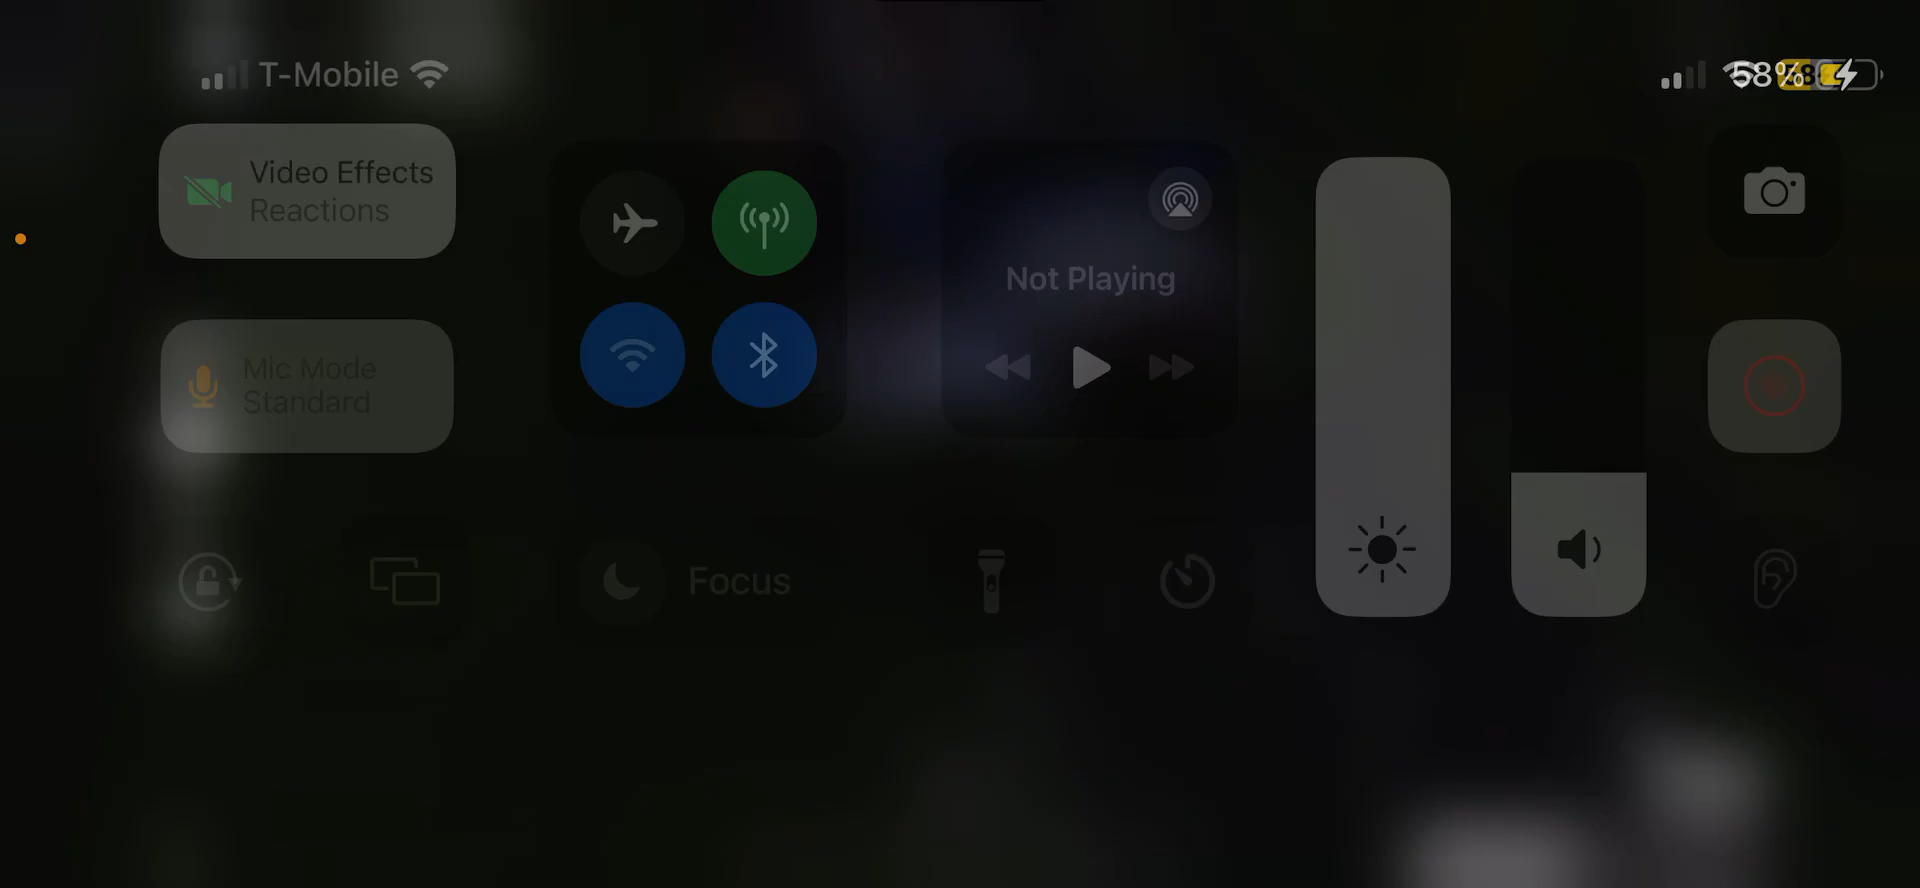 T-Mobile
58%
Video Effects
Reactions
Not Playing
Mic Mode
Standard
Focus